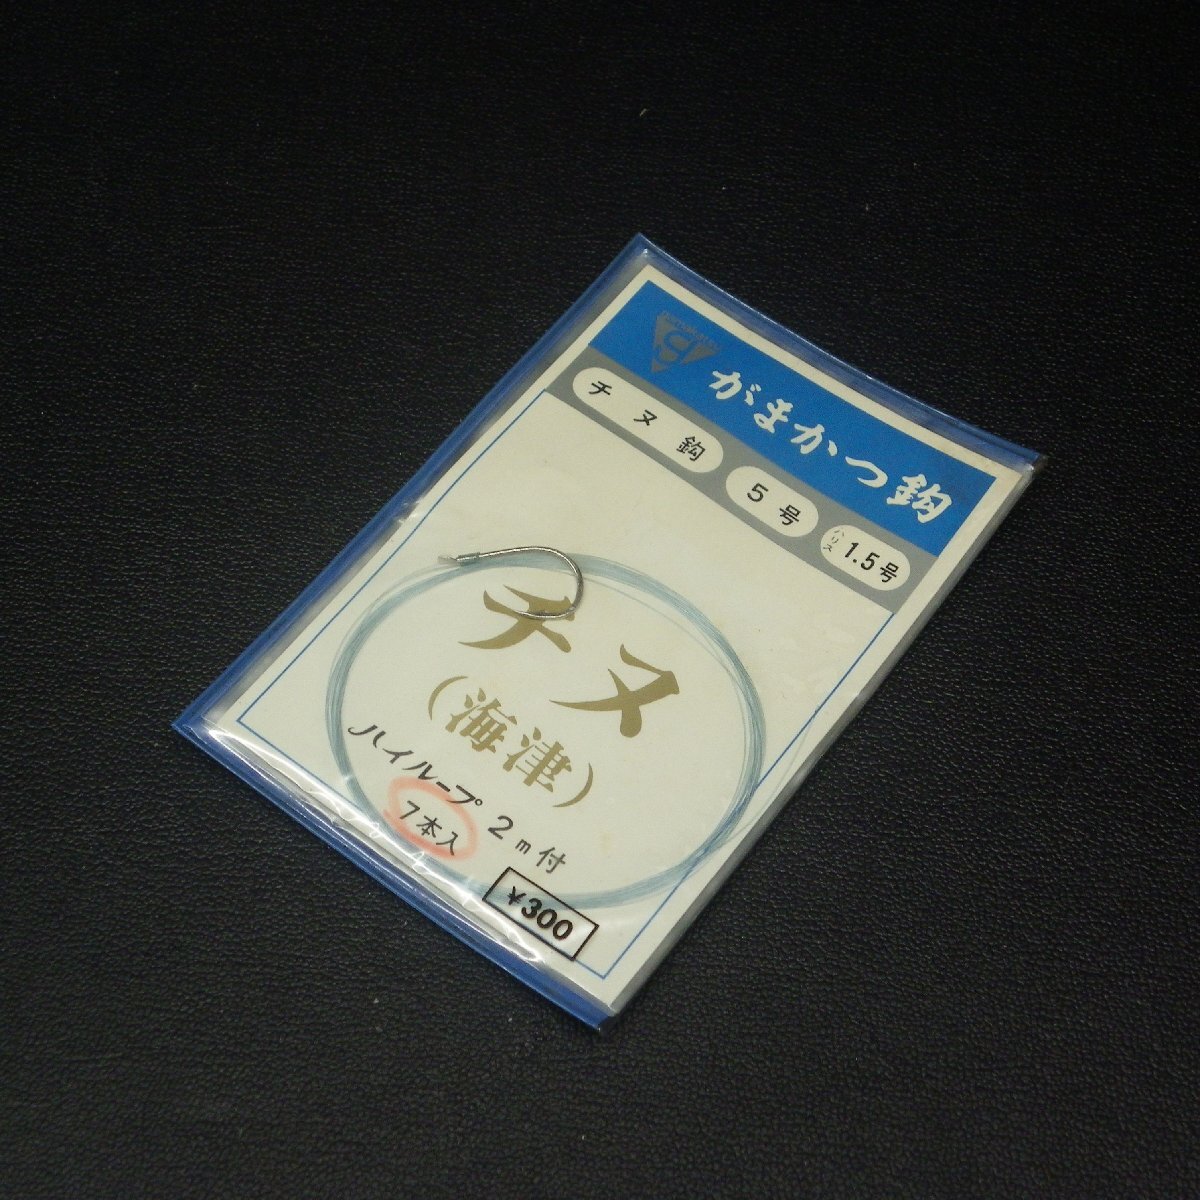 がまかつ鈎
チヌ鈎 5号 ハリス 1.5号
チヌ
(海津)
ハイループ 2m付
7本入
¥300